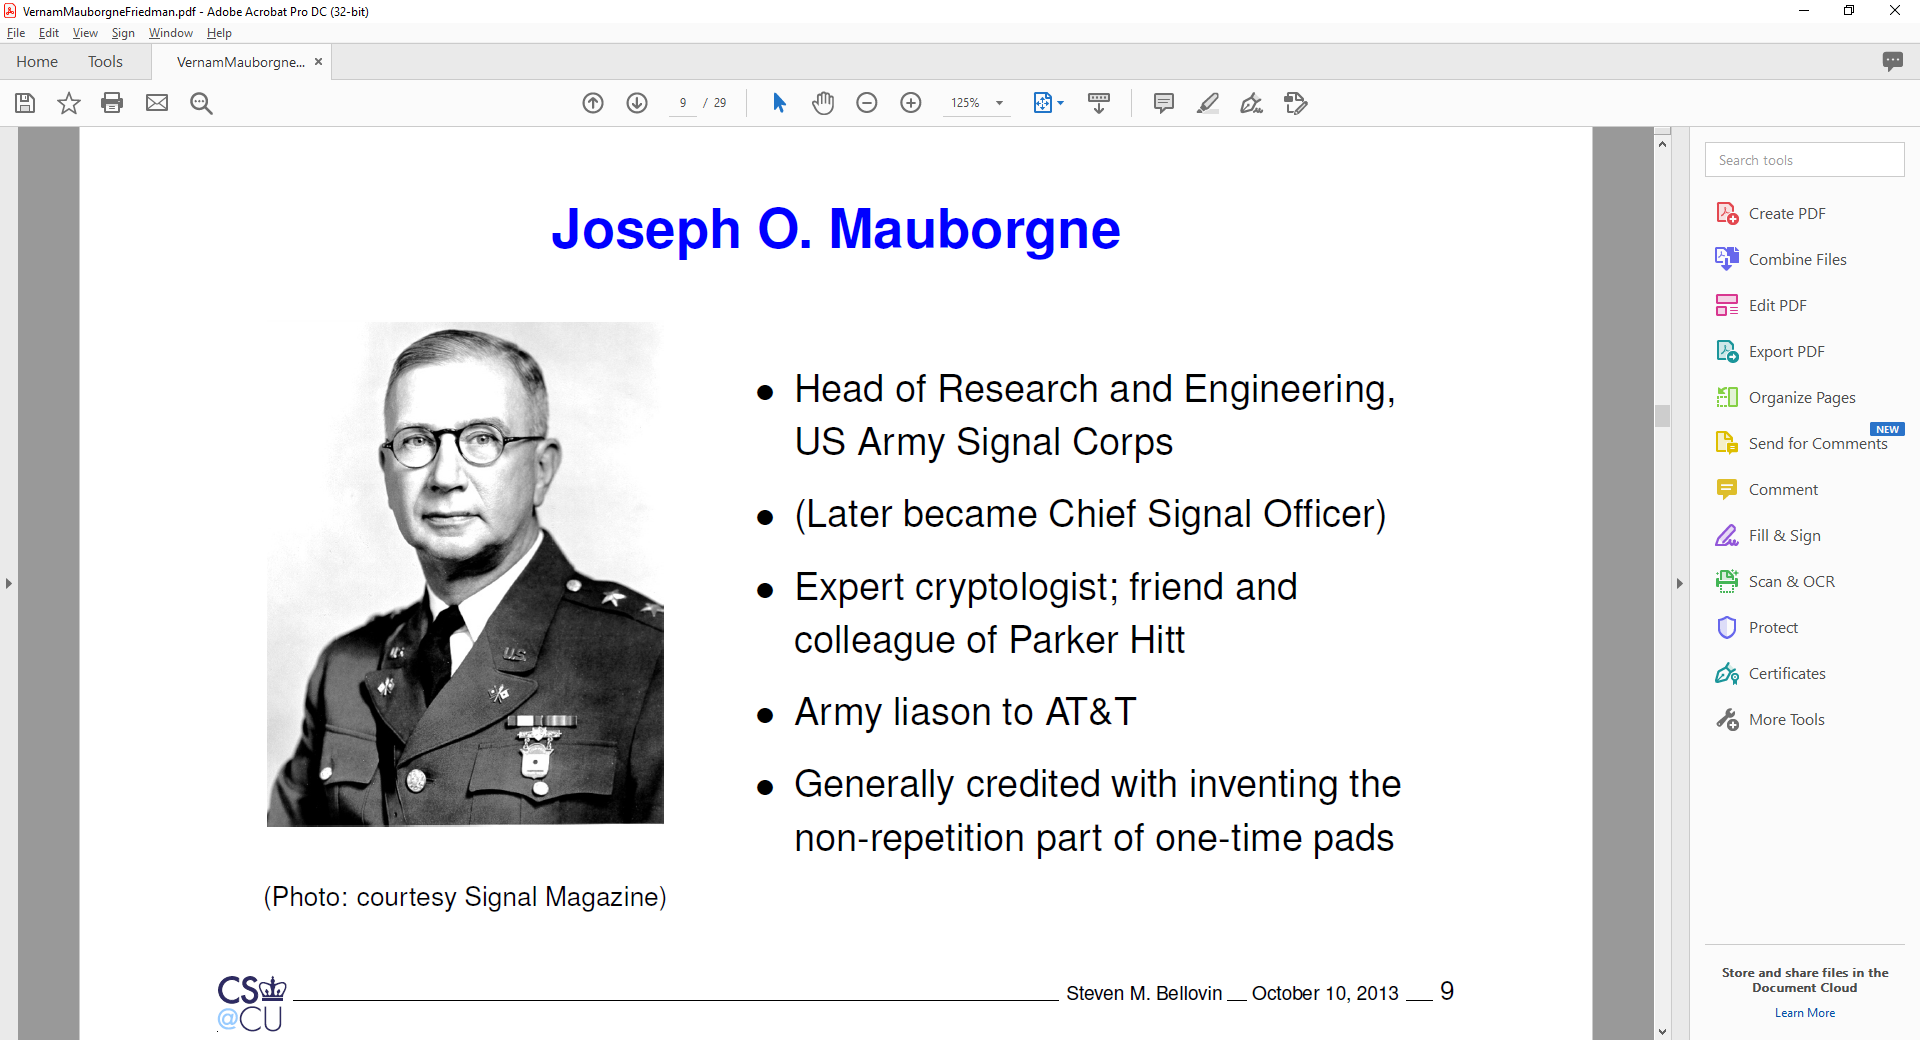 VernamMauborgneFriedman.pdf - Adobe Acrobat Pro DC (32-bit)
File Edit View Sign Window Help
Home Tools VernamMauborgne... ×
9 / 29 125%
Search tools
Joseph O. Mauborgne
Create PDF
Combine Files
Edit PDF
Export PDF
Organize Pages
NEW
Send for Comments
Comment
Fill & Sign
Scan & OCR
Protect
Certificates
More Tools
• Head of Research and Engineering,
US Army Signal Corps
• (Later became Chief Signal Officer)
• Expert cryptologist; friend and
colleague of Parker Hitt
• Army liason to AT&T
• Generally credited with inventing the
non-repetition part of one-time pads
U.S.
(Photo: courtesy Signal Magazine)
CS
@CU
Steven M. Bellovin __ October 10, 2013 __ 9
Store and share files in the
Document Cloud
Learn More